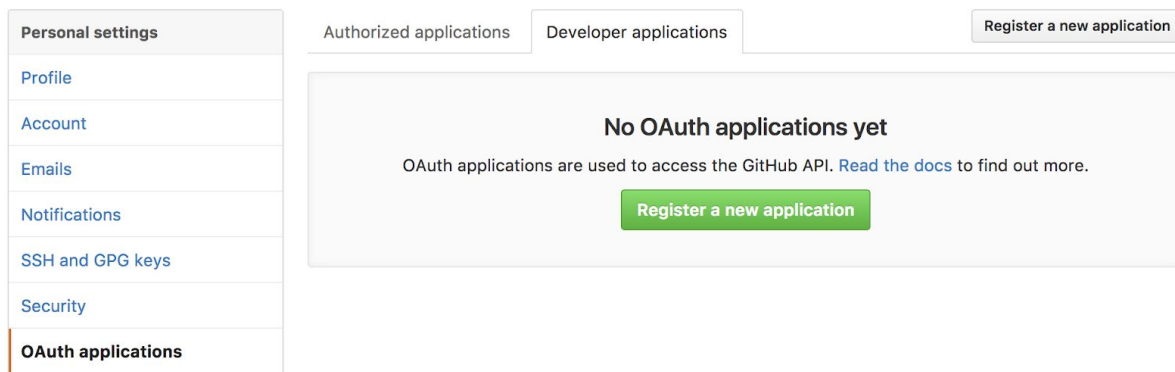 Personal settings
Profile
Account
Emails
Notifications
SSH and GPG keys
Security
OAuth applications
Authorized applications
Developer applications
Register a new application
No OAuth applications yet
OAuth applications are used to access the GitHub API. Read the docs to find out more.
Register a new application